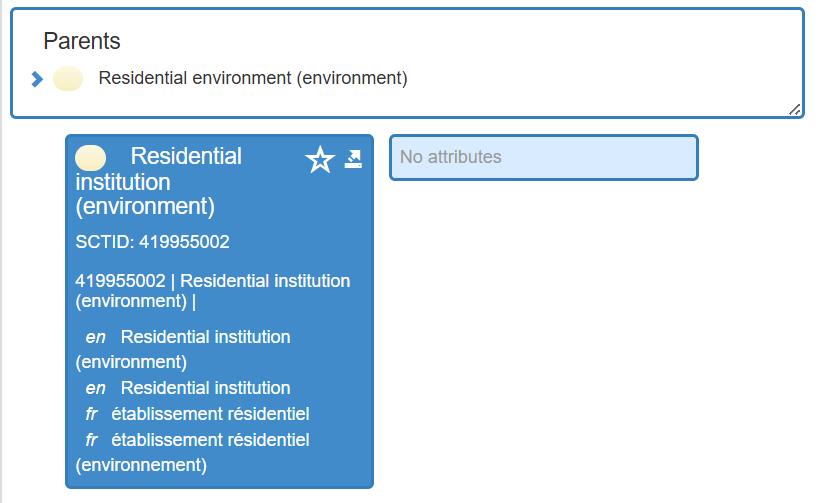 Parents
Residential environment (environment)
Residential
institution
(environment)
No attributes
SCTID: 419955002
419955002 | Residential institution
(environment) |
en Residential institution
(environment)
en Residential institution
fr établissement résidentiel
fr établissement résidentiel
(environnement)